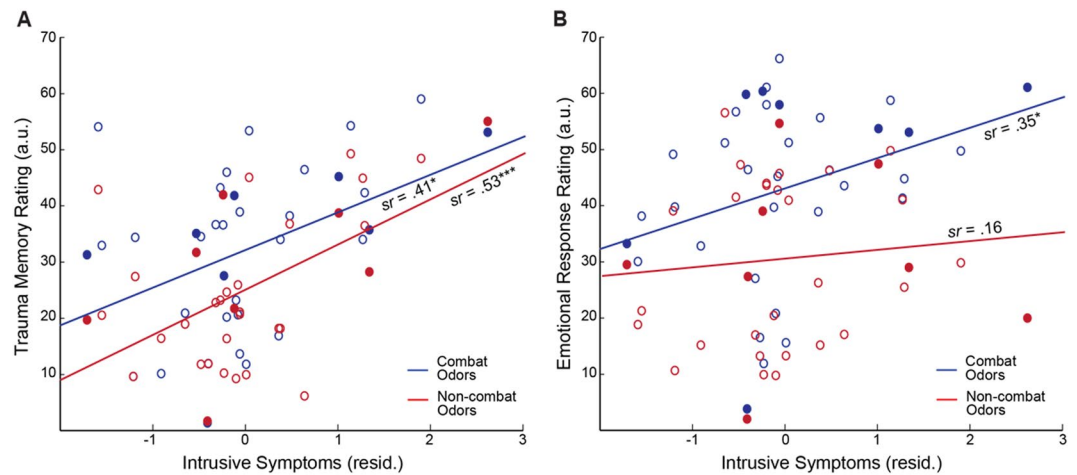 A
B
70
60
50
40
30
20
10
Trauma Memory Rating (a.u.)
sr = .41*
sr = .53***
Combat
Odors
Non-combat
Odors
-1
0
1
2
3
Intrusive Symptoms (resid.)
70
60
50
40
30
20
10
Emotional Response Rating (a.u.)
sr = .35*
sr = .16
Combat
Odors
Non-combat
Odors
-1
0
1
2
3
Intrusive Symptoms (resid.)